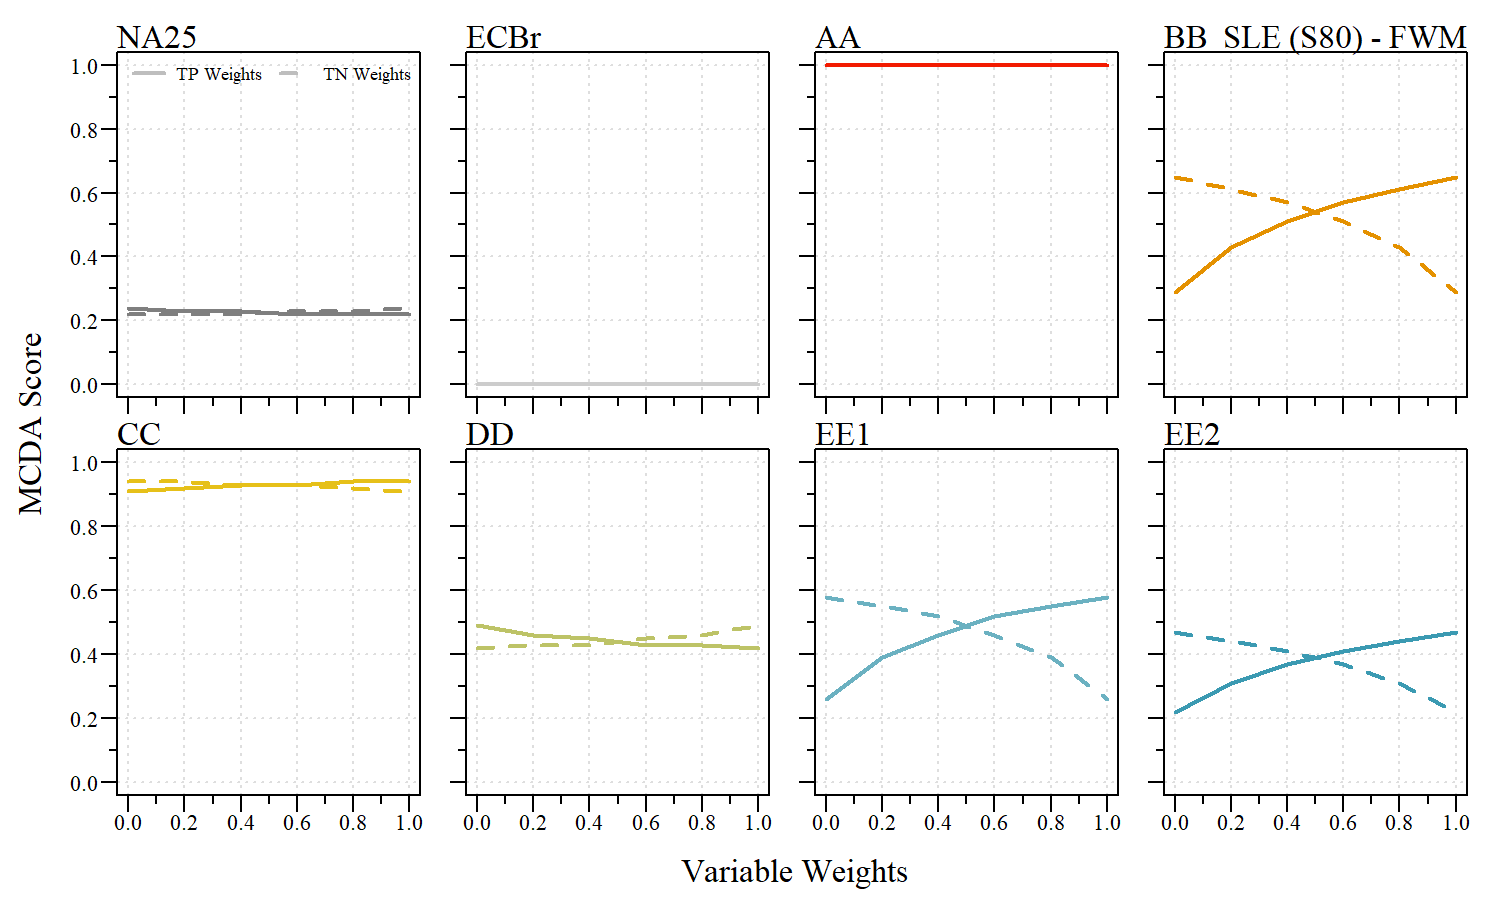 NA25
ECBr
AA
BB SLE (S80) - FWM
TP Weights TN Weights
1.0
0.8
0.6
0.4
0.2
0.0
MCDA Score
CC
DD
EE1
EE2
1.0
0.8
0.6
0.4
0.2
0.0
0.0 0.2 0.4 0.6 0.8 1.0
0.0 0.2 0.4 0.6 0.8 1.0
0.0 0.2 0.4 0.6 0.8 1.0
0.0 0.2 0.4 0.6 0.8 1.0
Variable Weights